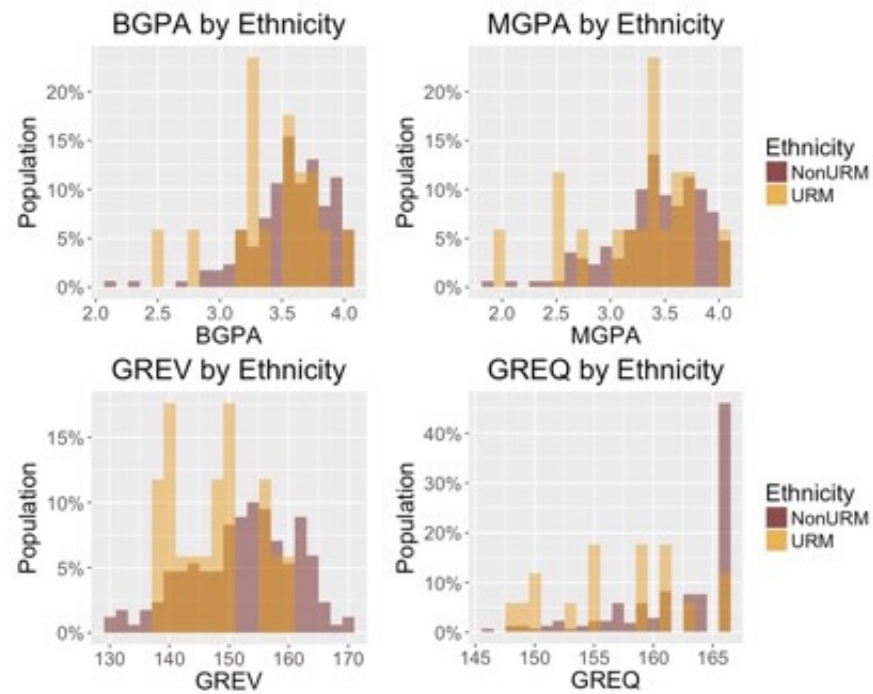 BGPA by Ethnicity
Population
20%
15%
10%
5%
0%
2.0 2.5 3.0 3.5 4.0
BGPA
MGPA by Ethnicity
Population
20%
15%
10%
5%
0%
2.0 2.5 3.0 3.5 4.0
MGPA
Ethnicity
NonURM
URM
GREV by Ethnicity
Population
15%
10%
5%
0%
130 140 150 160 170
GREV
GREQ by Ethnicity
Population
40%
30%
20%
10%
0%
145 150 155 160 165
GREQ
Ethnicity
NonURM
URM